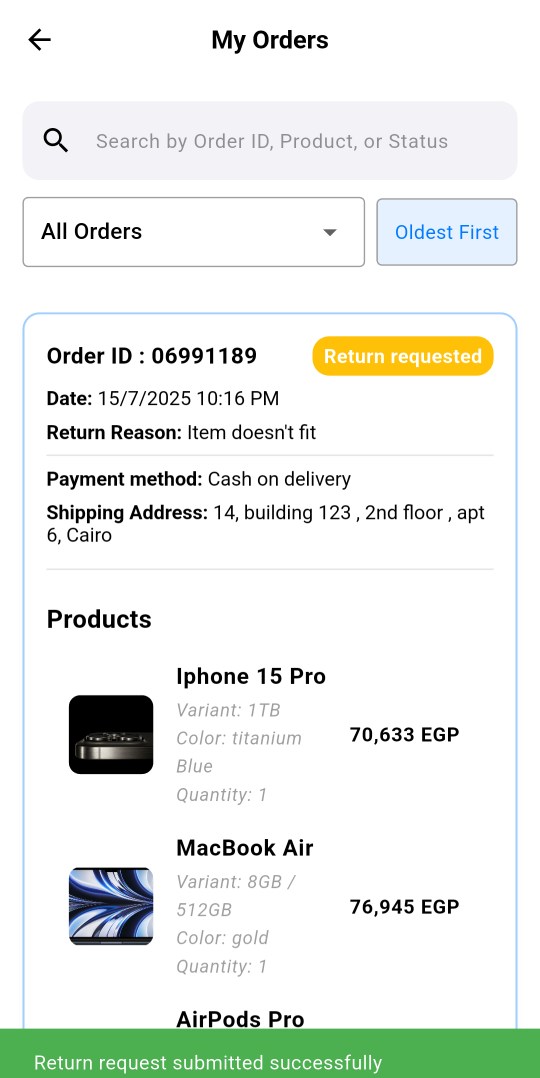 My Orders
Search by Order ID, Product, or Status
All Orders
Oldest First
Order ID : 06991189
Return requested
Date: 15/7/2025 10:16 PM
Return Reason: Item doesn't fit
Payment method: Cash on delivery
Shipping Address: 14, building 123 , 2nd floor , apt
6, Cairo
Products
Iphone 15 Pro
Variant: 1TB
Color: titanium
Blue
Quantity: 1
70,633 EGP
MacBook Air
Variant: 8GB /
512GB
Color: gold
Quantity: 1
76,945 EGP
AirPods Pro
Return request submitted successfully